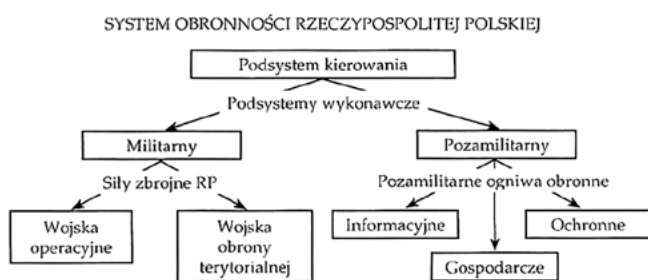 SYSTEM OBRONNOŚCI RZECZYPOSPOLITEJ POLSKIEJ
Podsystem kierowania
Podsystemy wykonawcze
Militarny
Pozamilitarny
Siły zbrojne RP
Pozamilitarne ogniwa obronne
Wojska
operacyjne
Wojska
obrony
terytorialnej
Informacyjne
Ochronne
Gospodarcze